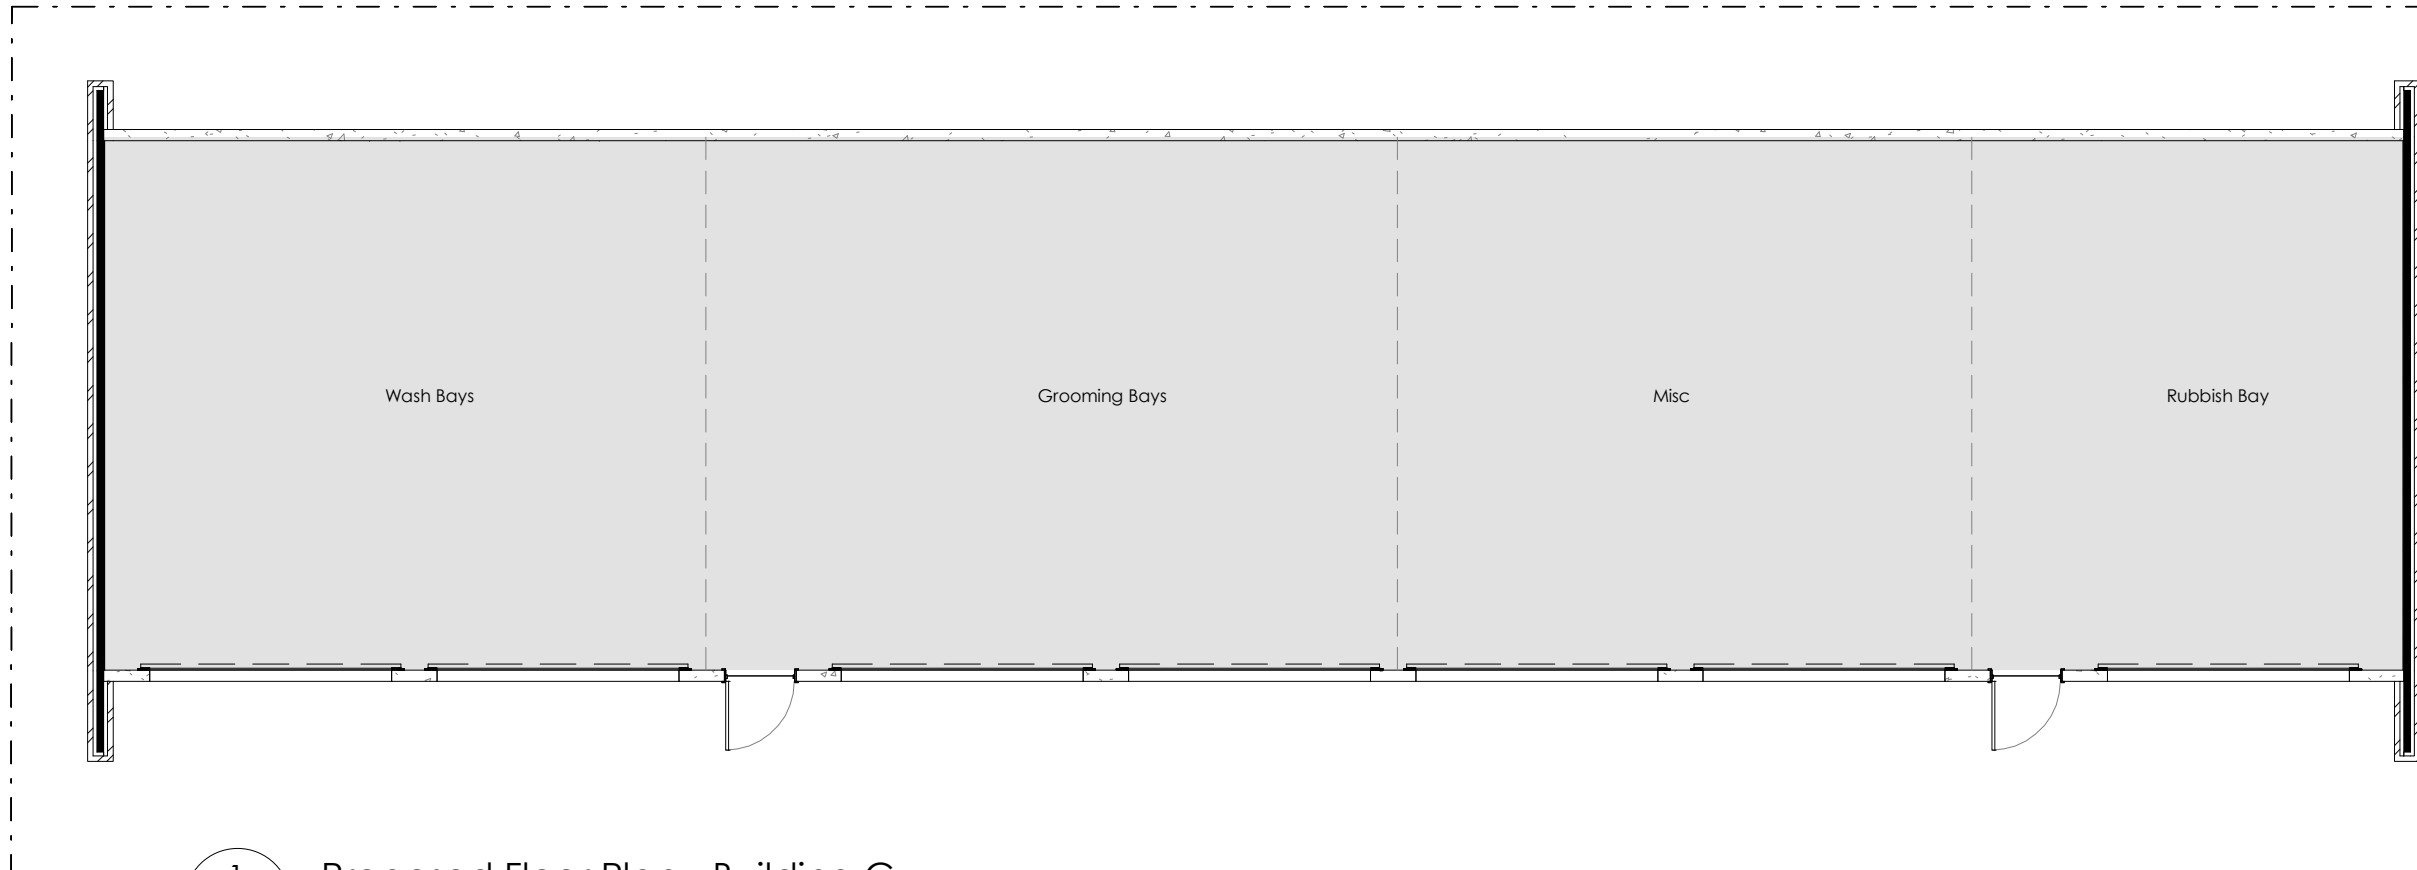 Wash Bays
Grooming Bays
Misc
Rubbish Bay
1
Proposed Floor Plan - Building C